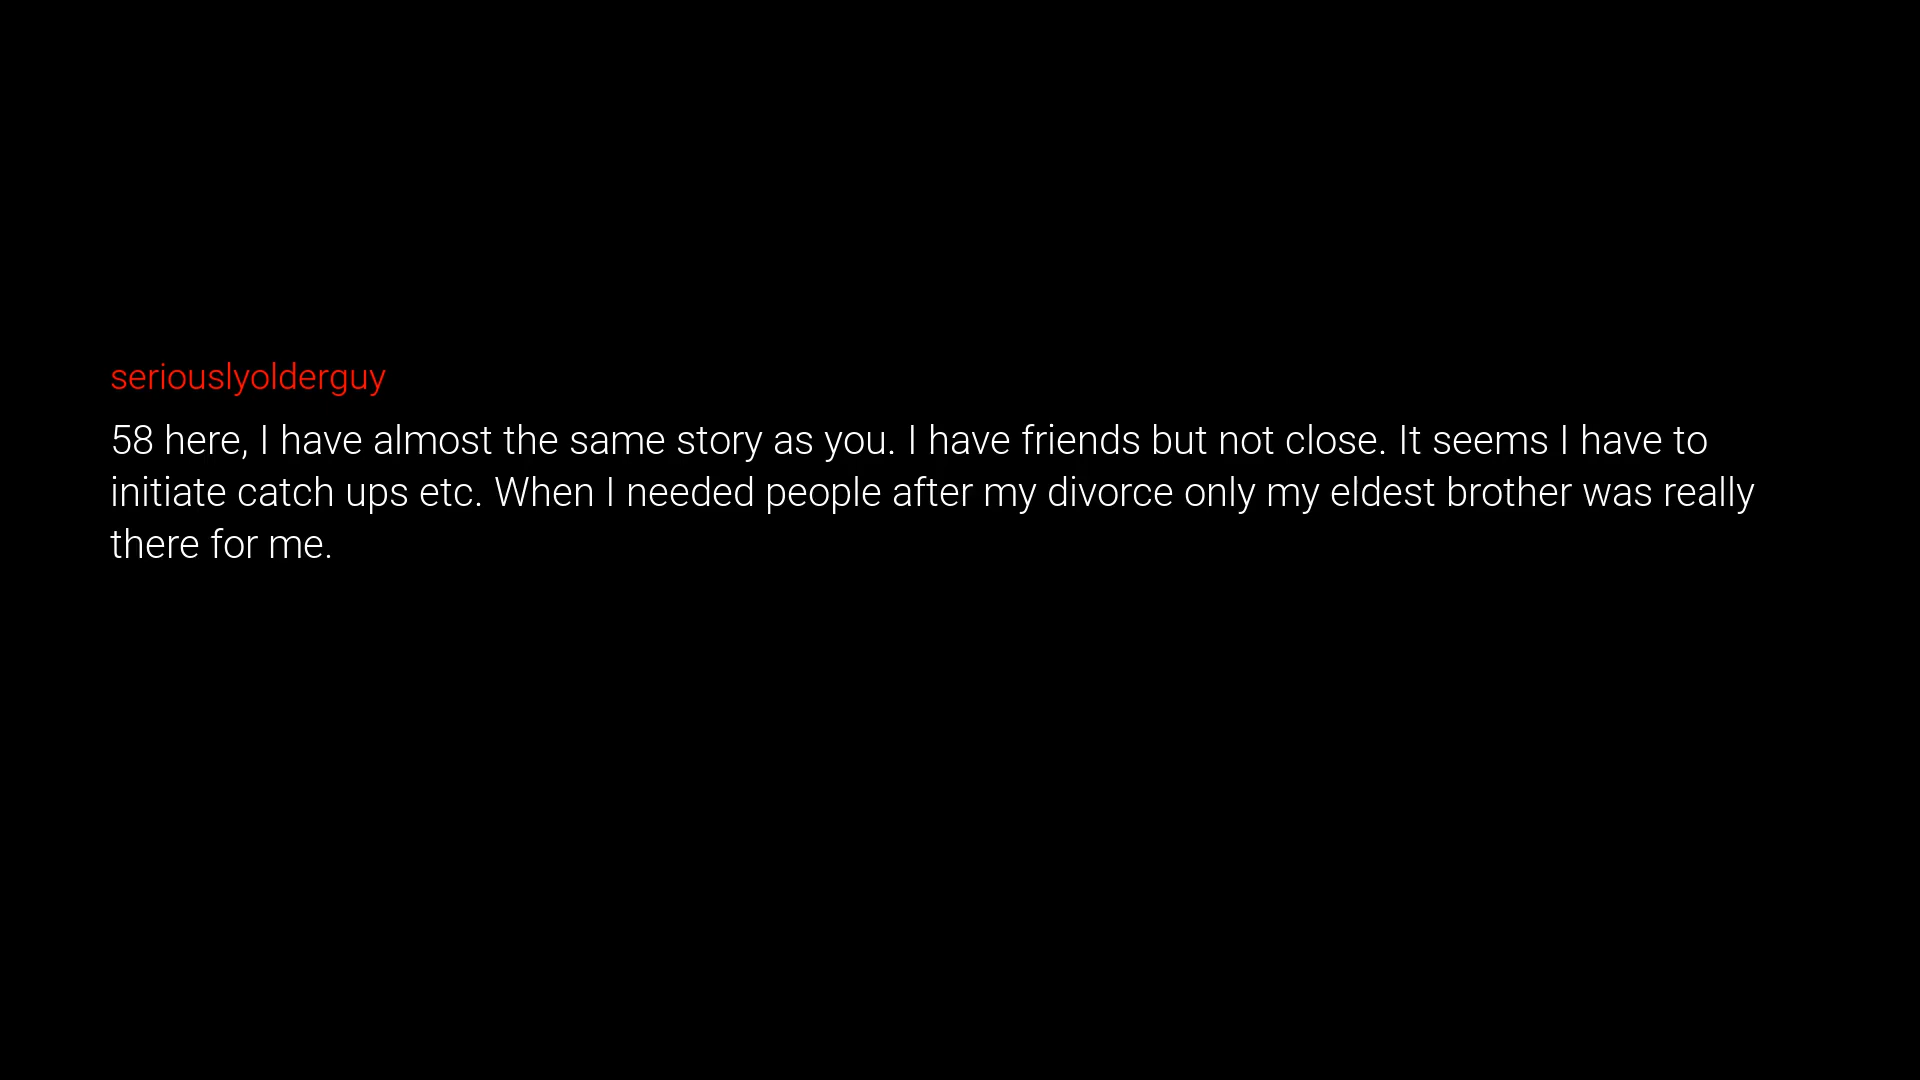 seriouslyolderguy
58 here, I have almost the same story as you. I have friends but not close. It seems I have to
initiate catch ups etc. When I needed people after my divorce only my eldest brother was really
there for me.